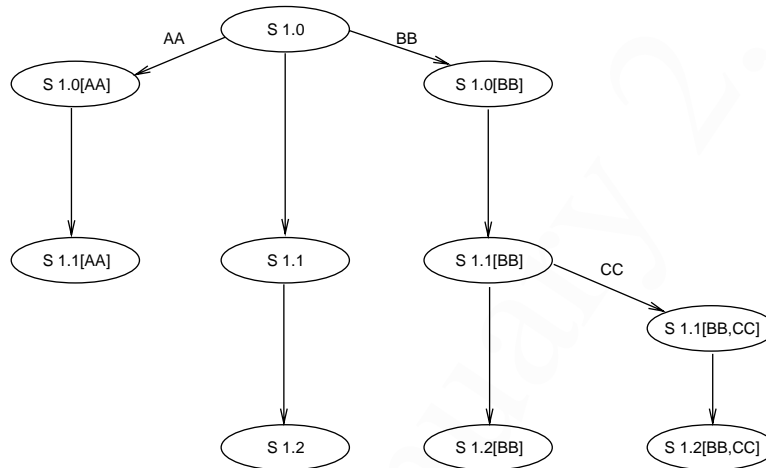 S 1.0
AA
BB
S 1.0[AA]
S 1.0[BB]
S 1.1[AA]
S 1.1
S 1.1[BB]
CC
S 1.1[BB,CC]
S 1.2
S 1.2[BB]
S 1.2[BB,CC]